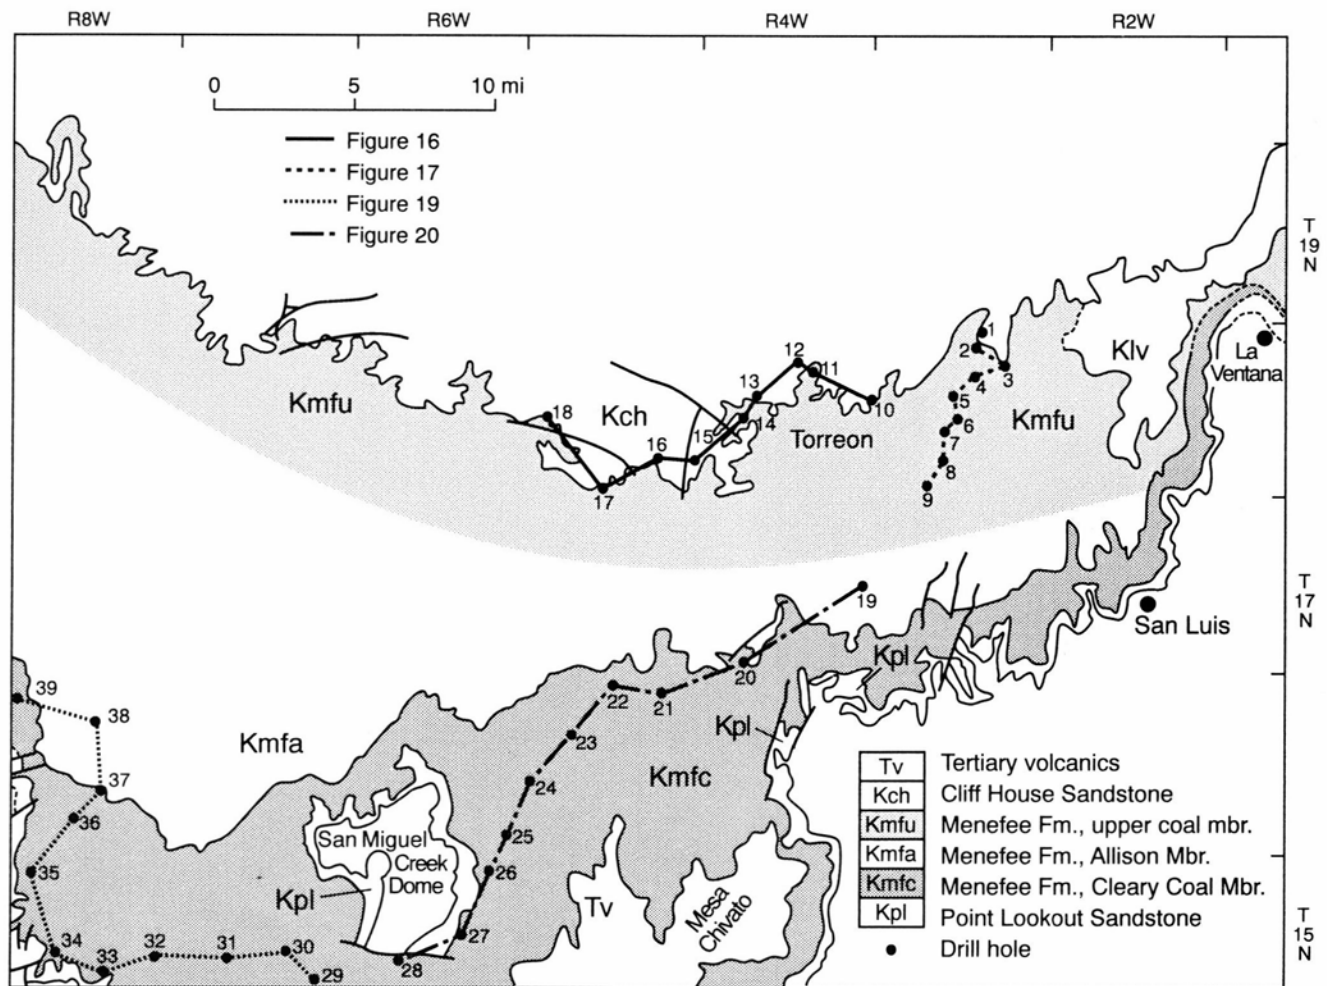 R8W R6W R4W R2W
0 5 10 mi
Figure 16
Figure 17
Figure 19
Figure 20
T
19
N
1
2
3
4
5
6
7
8
9
10
11
12
13
14
15
16
17
18
Kmfu
Kch
Torreon
Kmfu
Klv
La
Ventana
T
17
N
19
San Luis
20
21
22
23
24
25
26
27
28
Kpl
Kpl
39
38
37
36
35
34
33
32
31
30
29
Kmfa
Kmfc
San Miguel
Creek
Dome
Kpl
Tv
Mesa
Chivato
Tv Tertiary volcanics
Kch Cliff House Sandstone
Kmfu Menefee Fm., upper coal mbr.
Kmfa Menefee Fm., Allison Mbr.
Kmfc Menefee Fm., Cleary Coal Mbr.
Kpl Point Lookout Sandstone
Drill hole
T
15
N